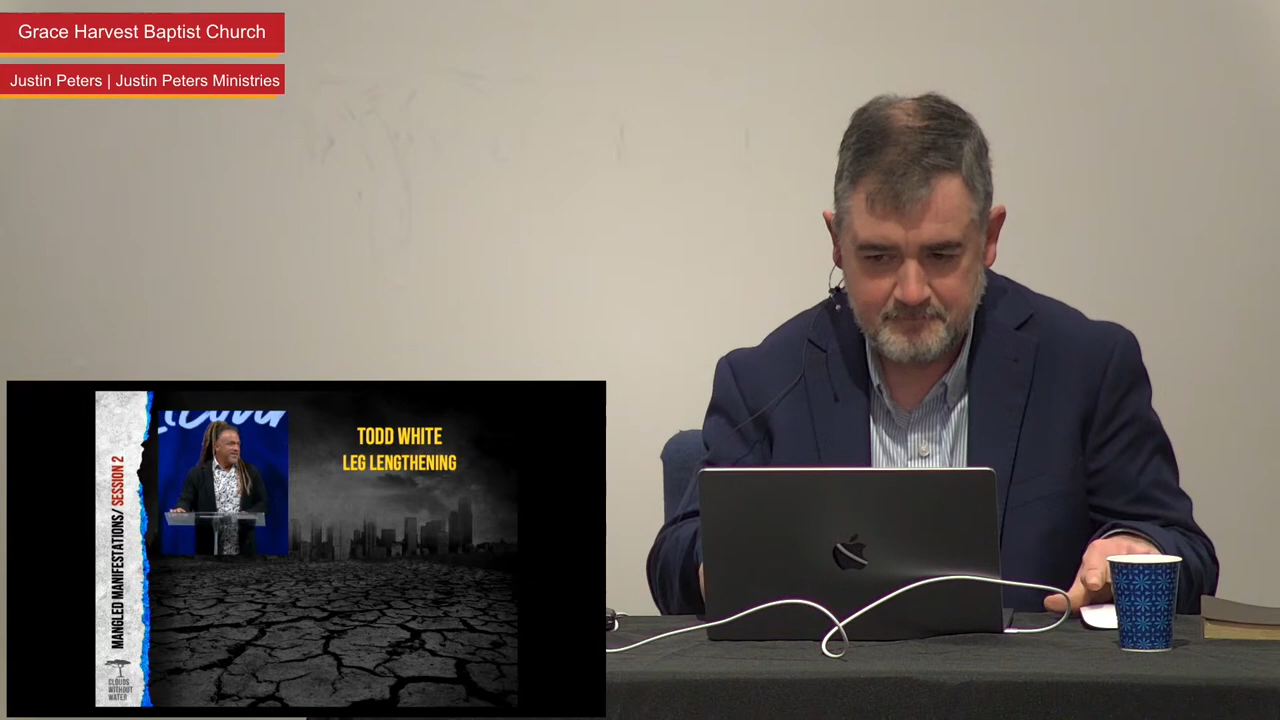 Grace Harvest Baptist Church
Justin Peters | Justin Peters Ministries
TODD WHITE
LEG LENGTHENING
MANGLED MANIFESTATIONS/ SESSION 2
CLOUDS
WITHOUT
WATER